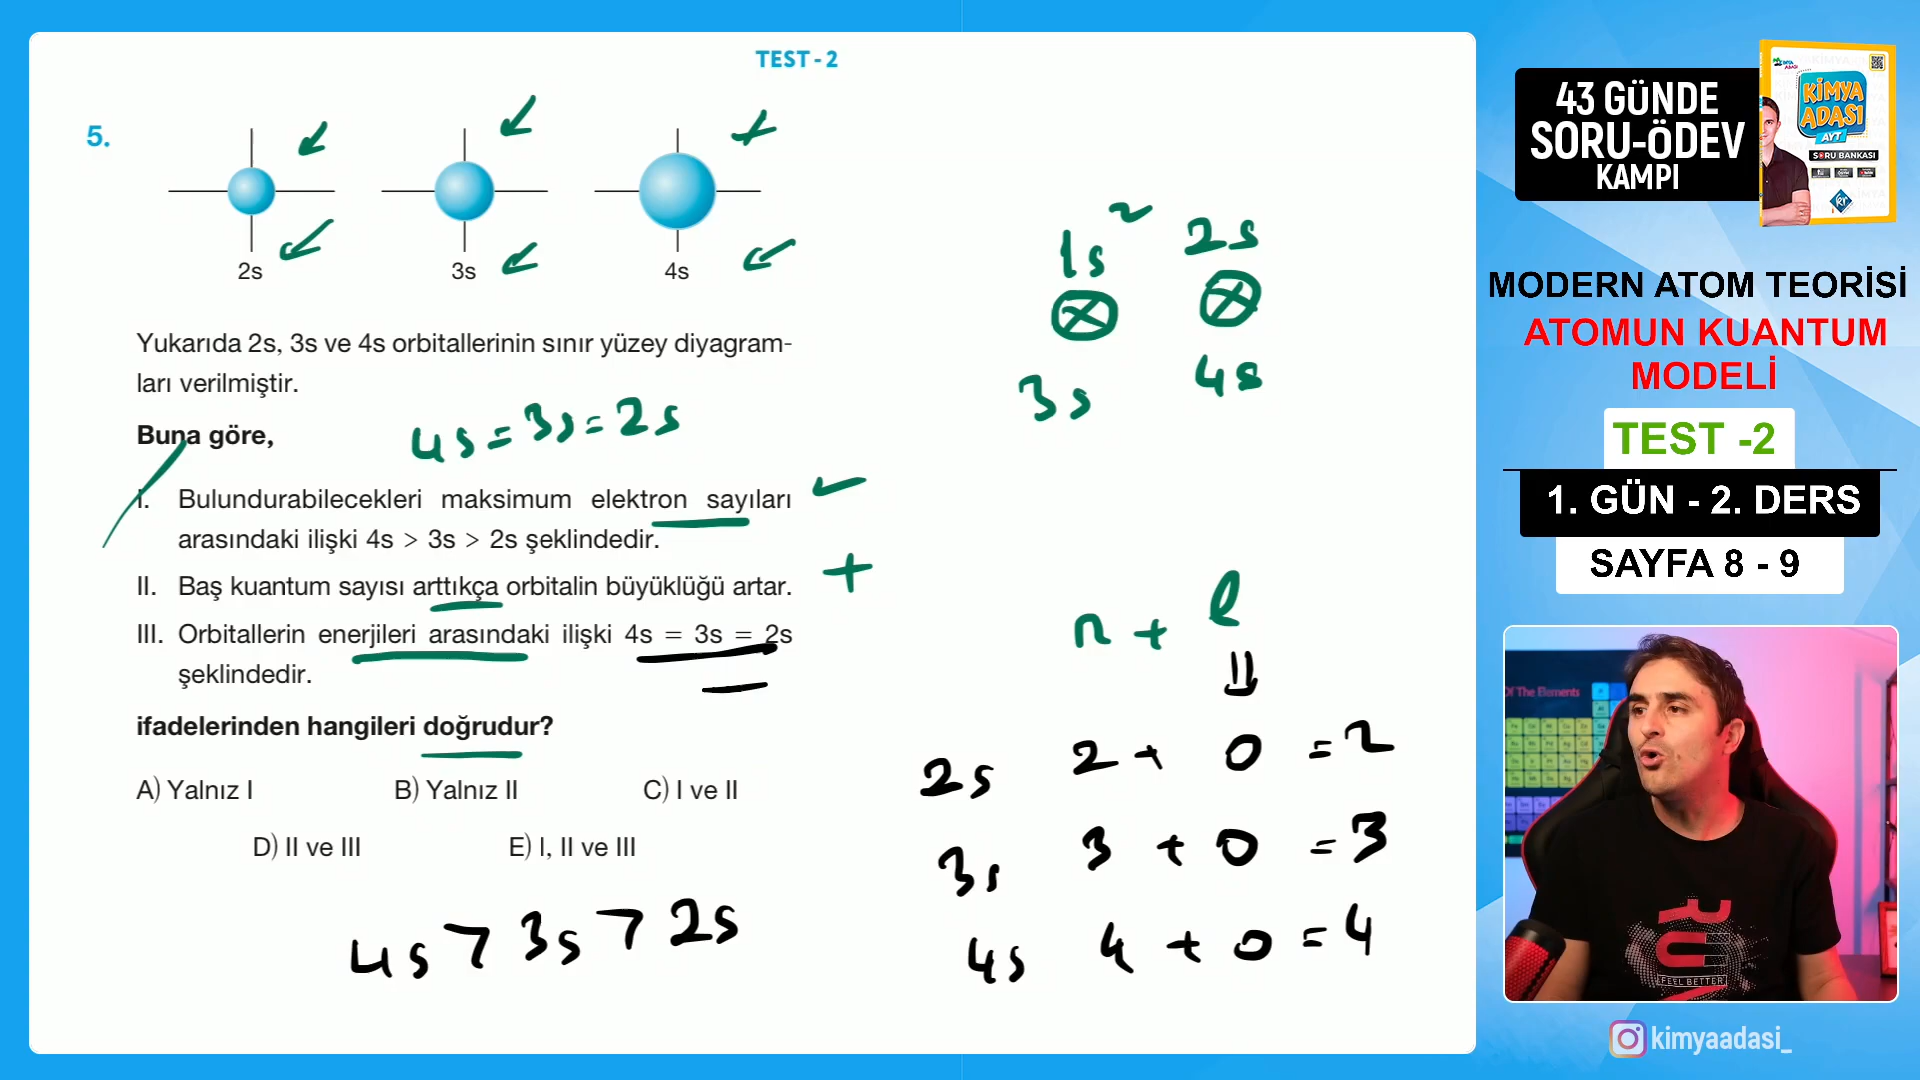 TEST - 2
5.
2s
3s
4s
Yukarıda 2s, 3s ve 4s orbitallerinin sınır yüzey diyagram-
ları verilmiştir.
4s = 3s = 2s
Buna göre,
I. Bulundurabilecekleri maksimum elektron sayıları
arasındaki ilişki 4s > 3s > 2s şeklindedir.
II. Baş kuantum sayısı arttıkça orbitalin büyüklüğü artar.
III. Orbitallerin enerjileri arasındaki ilişki 4s = 3s = 2s
şeklindedir.
ifadelerinden hangileri doğrudur?
A) Yalnız I
B) Yalnız II
C) I ve II
D) II ve III
E) I, II ve III
4s > 3s > 2s
1s² 2s
3s 4s
n + l
2s 2 + 0 = 2
3s 3 + 0 = 3
4s 4 + 0 = 4
43 GÜNDE
SORU-ÖDEV
KAMPI
KİMYA
ADASI
AYT
SORU BANKASI
MODERN ATOM TEORİSİ
ATOMUN KUANTUM
MODELİ
TEST -2
1. GÜN - 2. DERS
SAYFA 8 - 9
Of The Elements
FEEL BETTER
kimyaadasi_